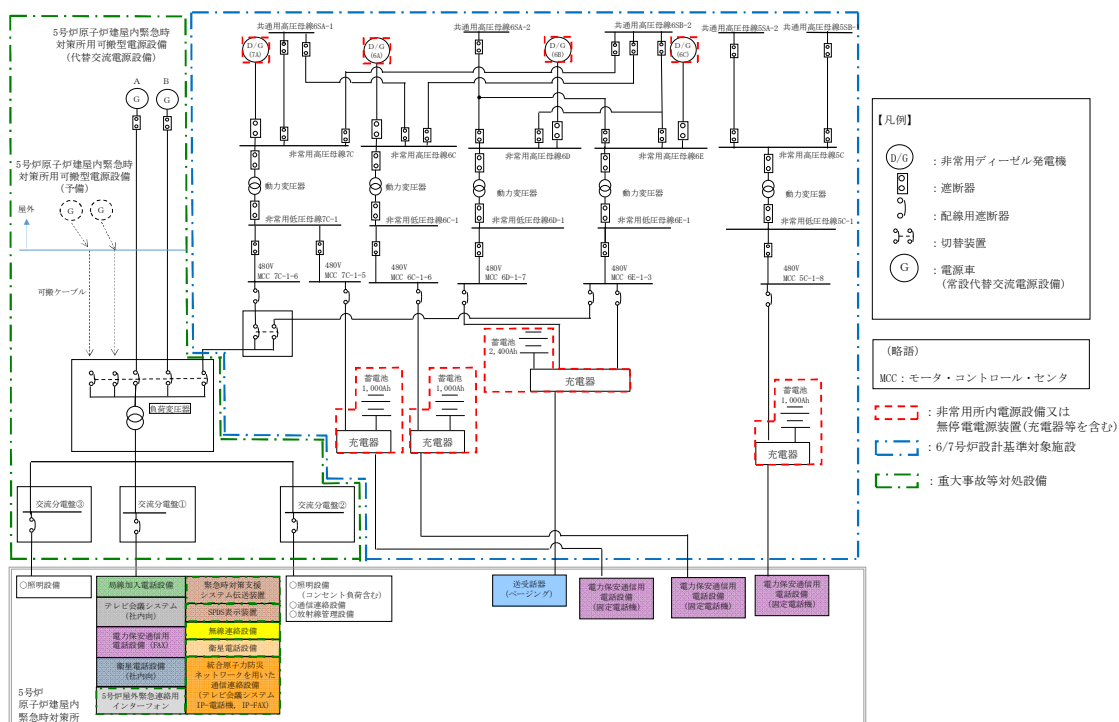 5号炉原子炉建屋内緊急時
対策所用可搬型電源設備
(代替交流電源設備)
A
B
G
G
5号炉原子炉建屋内緊急時
対策所用可搬型電源設備
(予備)
G
G
屋外
可搬ケーブル
負荷変圧器
交流分電盤③
交流分電盤①
交流分電盤②
共通用高圧母線6SA-1
共通用高圧母線6SA-2
共通用高圧母線6SB-2
共通用高圧母線5SA-2
共通用高圧母線5SB-
D/G
(7A)
D/G
(6A)
D/G
(6B)
D/G
(6C)
非常用高圧母線7C
非常用高圧母線6C
非常用高圧母線6D
非常用高圧母線6E
非常用高圧母線5C
動力変圧器
動力変圧器
動力変圧器
動力変圧器
動力変圧器
非常用低圧母線7C-1
非常用低圧母線6C-1
非常用低圧母線6D-1
非常用低圧母線6E-1
非常用低圧母線5C-1
480V
MCC 7C-1-6
MCC 7C-1-5
480V
MCC 6C-1-6
480V
MCC 6D-1-7
480V
MCC 6E-1-3
480V
MCC 5C-1-8
蓄電池
2,400Ah
充電器
蓄電池
1,000Ah
充電器
蓄電池
1,000Ah
充電器
蓄電池
1,000Ah
充電器
【凡例】
D/G
：非常用ディーゼル発電機
：遮断器
：配線用遮断器
：切替装置
G
：電源車
(常設代替交流電源設備)
(略語)
MCC：モータ・コントロール・センタ
：非常用所内電源設備又は
無停電電源装置(充電器等を含む)
：6/7号炉設計基準対象施設
：重大事故等対処設備
○照明設備
局線加入電話設備
テレビ会議システム
(社内向)
電力保安通信用
電話設備 (FAX)
衛星電話設備
(社内向)
5号炉屋外緊急連絡用
インターフォン
緊急時対策支援
システム伝送装置
SPDS表示装置
無線連絡設備
衛星電話設備
統合原子力防災
ネットワークを用いた
通信連絡設備
(テレビ会議システム
IP-電話機, IP-FAX)
○照明設備
(コンセント負荷含む)
○通信連絡設備
○放射線管理設備
送受話器
(ページング)
電力保安通信用
電話設備
(固定電話機)
電力保安通信用
電話設備
(固定電話機)
電力保安通信用
電話設備
(固定電話機)
5号炉
原子炉建屋内
緊急時対策所